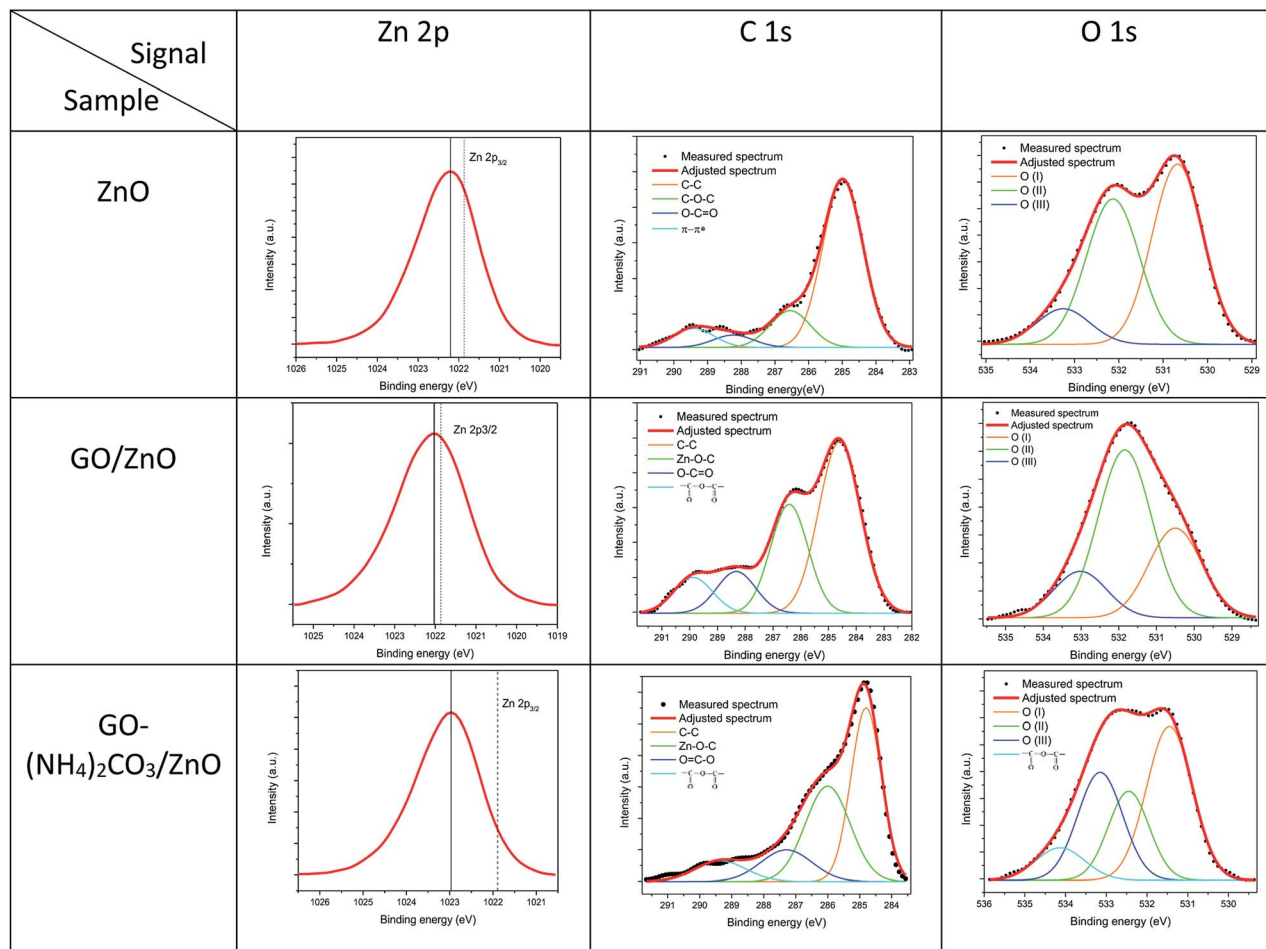 Signal
Sample
Zn 2p
C 1s
O 1s
ZnO
Intensity (a.u.)
Zn 2p3/2
1026 1025 1024 1023 1022 1021 1020
Binding energy (eV)
Intensity (a.u.)
Measured spectrum
Adjusted spectrum
C-C
C-O-C
O-C=O
π-π*
291 290 289 288 287 286 285 284 283
Binding energy(eV)
Intensity (a.u.)
Measured spectrum
Adjusted spectrum
O (I)
O (II)
O (III)
535 534 533 532 531 530 529
Binding energy (eV)
GO/ZnO
Intensity (a.u.)
Zn 2p3/2
1025 1024 1023 1022 1021 1020 1019
Binding energy (eV)
Intensity (a.u.)
Measured spectrum
Adjusted spectrum
C-C
Zn-O-C
O-C=O
–C–O–C–
O O
291 290 289 288 287 286 285 284 283 282
Binding energy (eV)
Intensity (a.u.)
Measured spectrum
Adjusted spectrum
O (I)
O (II)
O (III)
535 534 533 532 531 530 529
Binding energy (eV)
GO-
(NH4)2CO3/ZnO
Intensity (a.u.)
Zn 2p3/2
1026 1025 1024 1023 1022 1021
Binding energy (eV)
Intensity (a.u.)
Measured spectrum
Adjusted spectrum
C-C
Zn-O-C
O=C-O
–C–O–C–
O O
291 290 289 288 287 286 285 284
Binding energy (eV)
Intensity (a.u.)
Measured spectrum
Adjusted spectrum
O (I)
O (II)
O (III)
–C–O–C–
O O
536 535 534 533 532 531 530
Binding energy (eV)